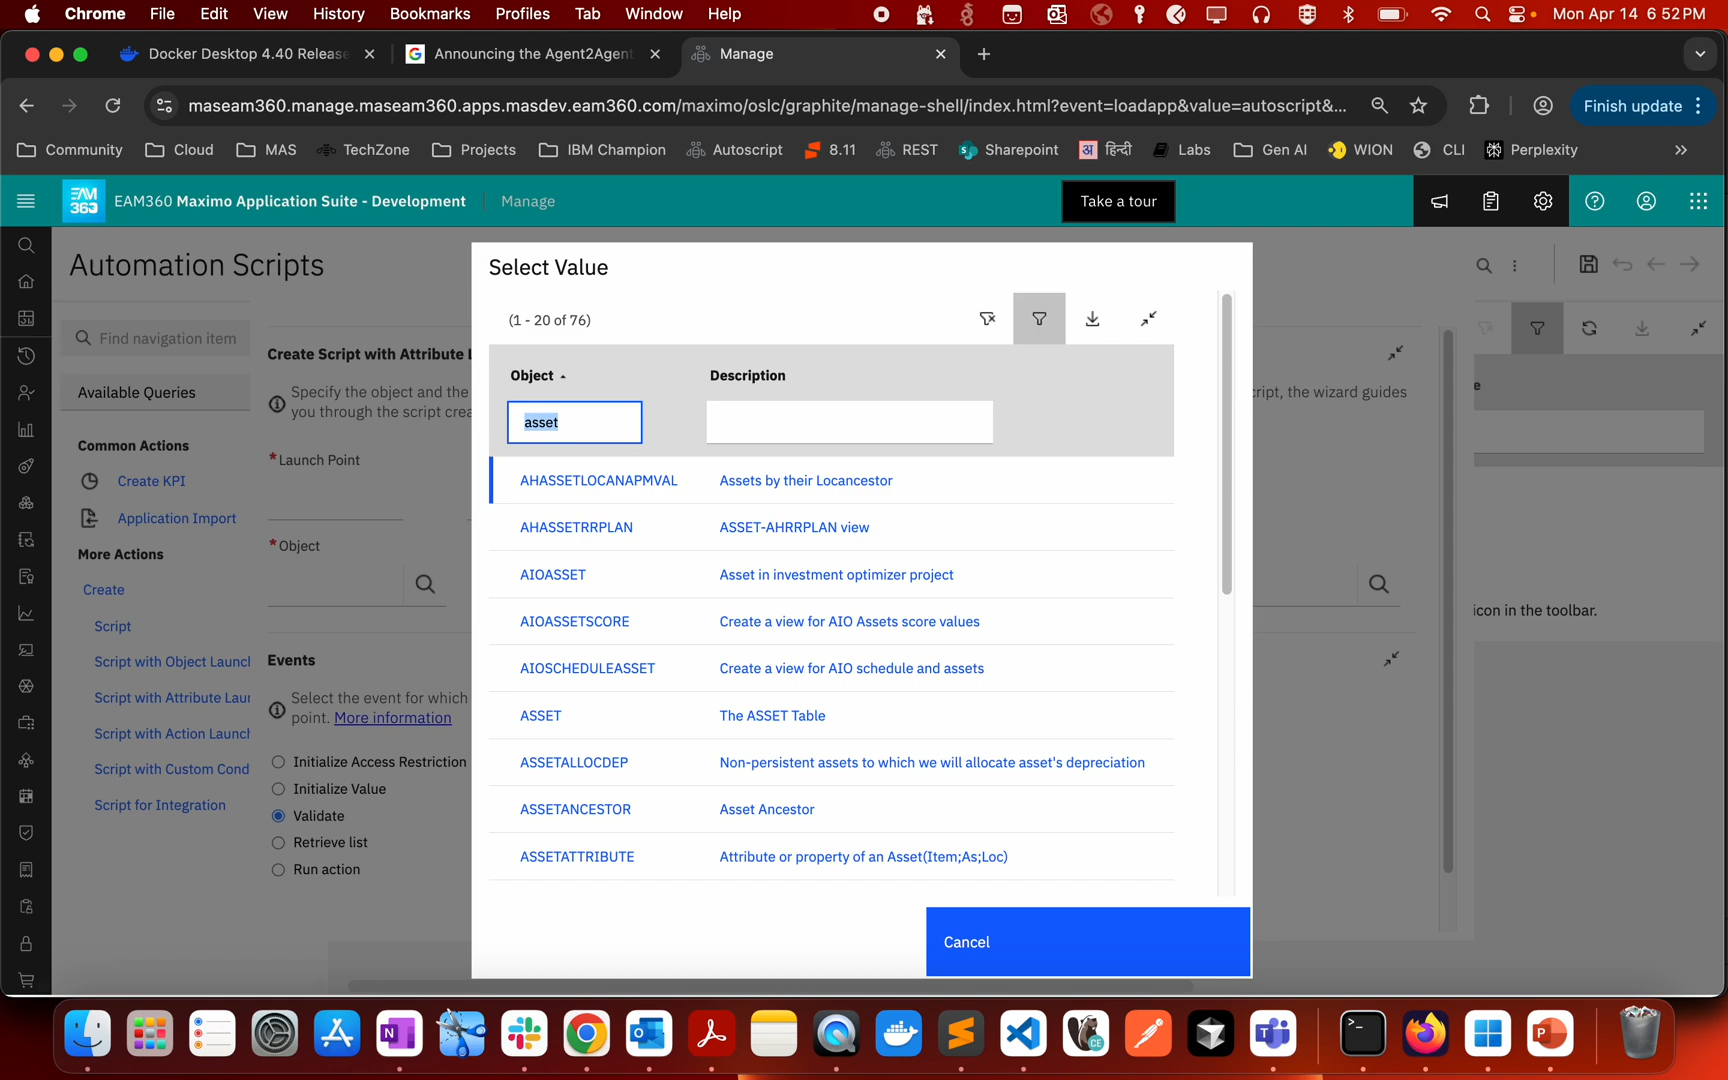 Chrome File Edit View History Bookmarks Profiles Tab Window Help Mon Apr 14 6 52 PM
Docker Desktop 4.40 Release
Announcing the Agent2Agent
Manage
maseam360.manage.maseam360.apps.masdev.eam360.com/maximo/oslc/graphite/manage-shell/index.html?event=loadapp&value=autoscript&...
Finish update
Community Cloud MAS TechZone Projects IBM Champion Autoscript 8.11 REST Sharepoint अ हिन्दी Labs Gen AI WION CLI Perplexity
EAM 360 EAM360 Maximo Application Suite - Development Manage Take a tour
Automation Scripts
Find navigation item
Available Queries
Common Actions
Create KPI
Application Import
More Actions
Create
Script
Script with Object Launch
Script with Attribute Laun
Script with Action Launch
Script with Custom Cond
Script for Integration
Create Script with Attribute L
Specify the object and the
you through the script crea
cript, the wizard guides
*Launch Point
*Object
Events
Select the event for which
point. More information
Initialize Access Restriction
Initialize Value
Validate
Retrieve list
Run action
e
icon in the toolbar.
Select Value
(1 - 20 of 76)
Object Description
asset
AHASSETLOCANAPMVAL Assets by their Locancestor
AHASSETRRPLAN ASSET-AHRRPLAN view
AIOASSET Asset in investment optimizer project
AIOASSETSCORE Create a view for AIO Assets score values
AIOSCHEDULEASSET Create a view for AIO schedule and assets
ASSET The ASSET Table
ASSETALLOCDEP Non-persistent assets to which we will allocate asset's depreciation
ASSETANCESTOR Asset Ancestor
ASSETATTRIBUTE Attribute or property of an Asset(Item;As;Loc)
Cancel